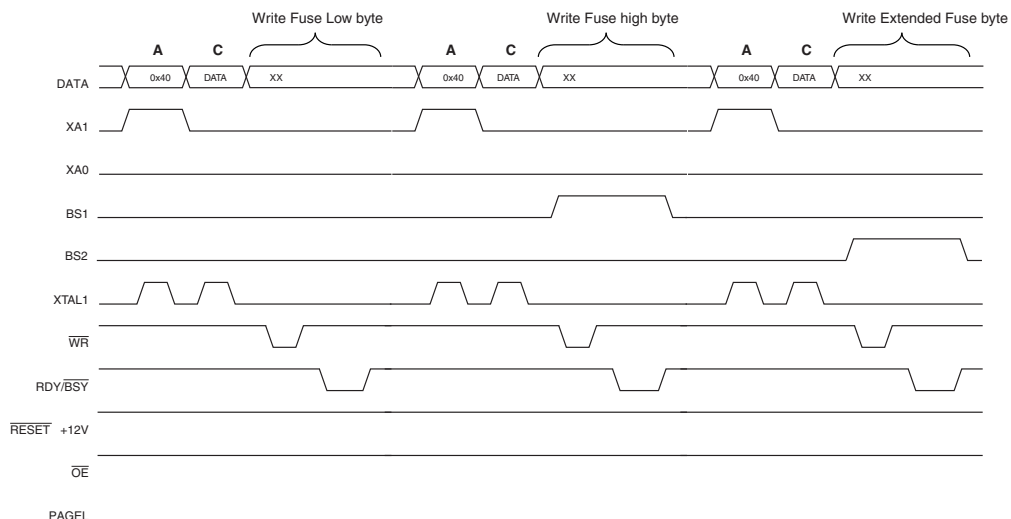 Write Fuse Low byte Write Fuse high byte Write Extended Fuse byte
A C A C A C
DATA 0x40 DATA XX 0x40 DATA XX 0x40 DATA XX
XA1
XA0
BS1
BS2
XTAL1
WR
RDY/BSY
RESET +12V
OE
PAGEL